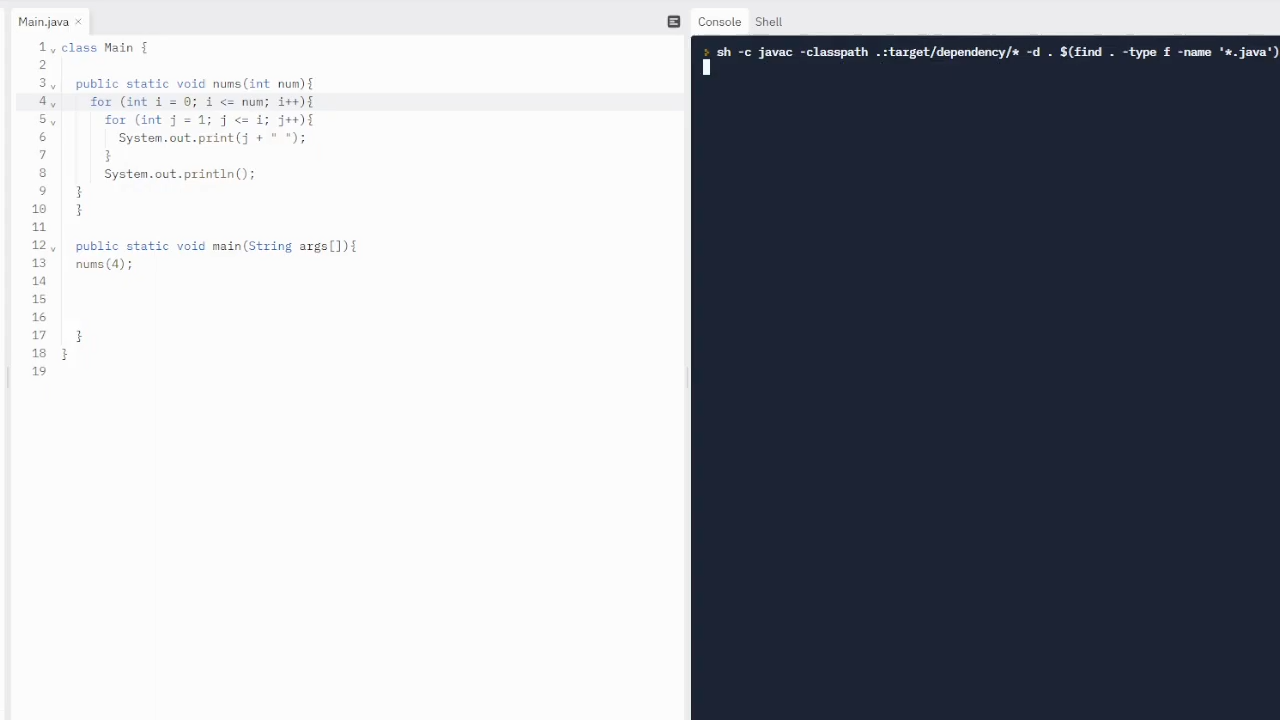 Main.java ×
Console Shell
1 class Main {
2
3 public static void nums(int num){
4 for (int i = 0; i <= num; i++){
5 for (int j = 1; j <= i; j++){
6 System.out.print(j + " ");
7 }
8 System.out.println();
9 }
10 }
11
12 public static void main(String args[]){
13 nums(4);
14
15
16
17 }
18 }
19
sh -c javac -classpath .:target/dependency/* -d . $(find . -type f -name '*.java')